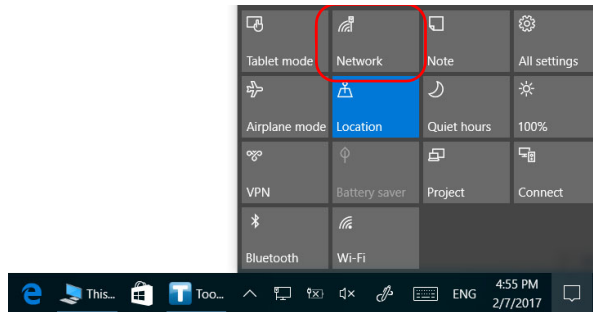 Tablet mode Network Note All settings
Airplane mode Location Quiet hours 100%
VPN Battery saver Project Connect
Bluetooth Wi-Fi
4:55 PM
This... Too... ENG
2/7/2017